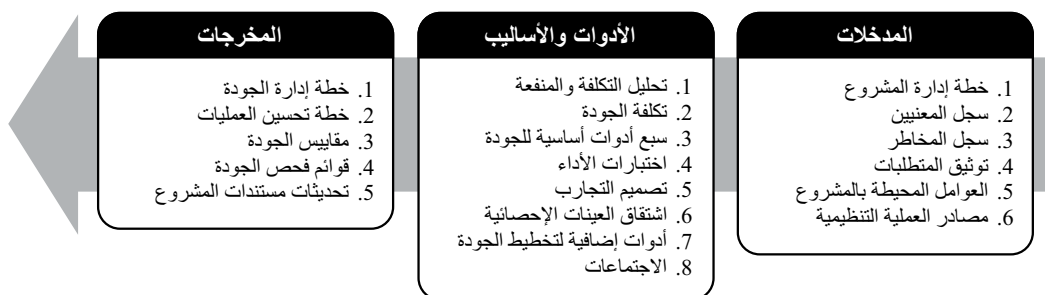 المدخلات
1. خطة إدارة المشروع
2. سجل المعنيين
3. سجل المخاطر
4. توثيق المتطلبات
5. العوامل المحيطة بالمشروع
6. مصادر العملية التنظيمية
الأدوات والأساليب
1. تحليل التكلفة والمنفعة
2. تكلفة الجودة
3. سبع أدوات أساسية للجودة
4. اختبارات الأداء
5. تصميم التجارب
6. اشتقاق العينات الإحصائية
7. أدوات إضافية لتخطيط الجودة
8. الاجتماعات
المخرجات
1. خطة إدارة الجودة
2. خطة تحسين العمليات
3. مقاييس الجودة
4. قوائم فحص الجودة
5. تحديثات مستندات المشروع